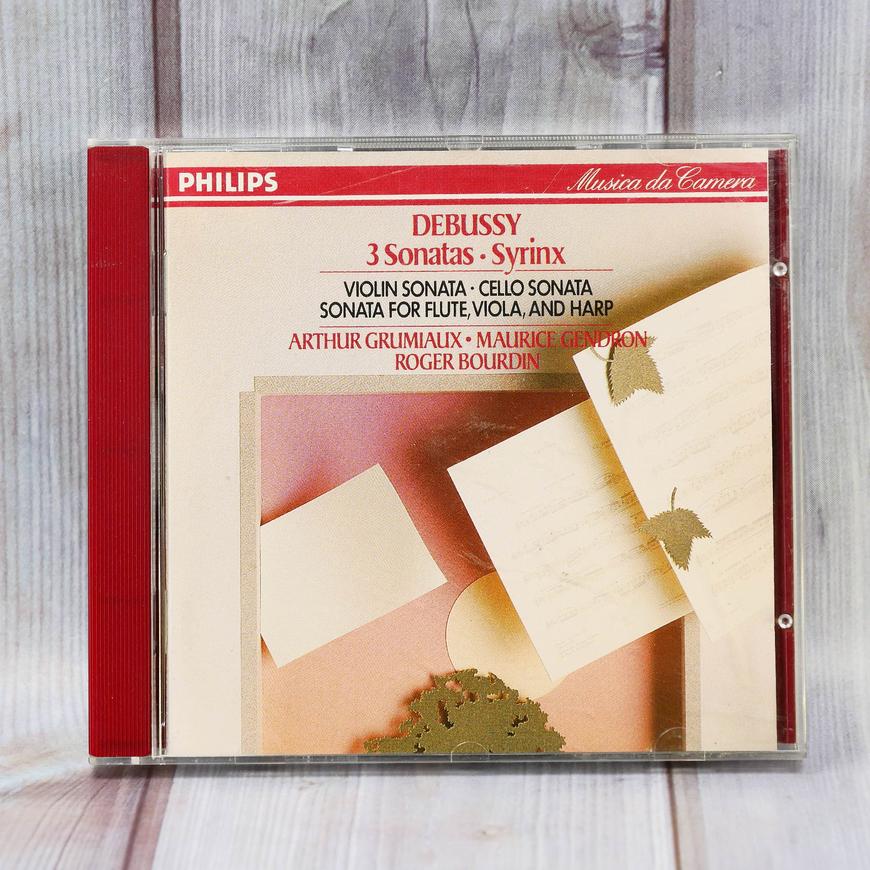 PHILIPS
Musica da Camera
DEBUSSY
3 Sonatas · Syrinx
VIOLIN SONATA · CELLO SONATA
SONATA FOR FLUTE, VIOLA, AND HARP
ARTHUR GRUMIAUX · MAURICE GENDRON
ROGER BOURDIN